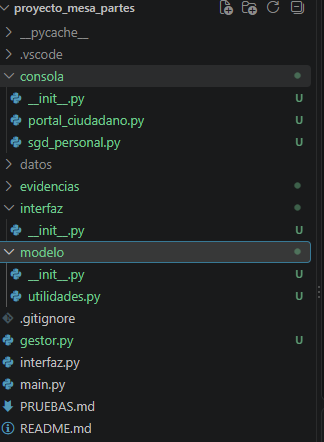 proyecto_mesa_partes
__pycache__
.vscode
consola
__init__.py U
portal_ciudadano.py U
sgd_personal.py U
datos
evidencias
interfaz
__init__.py U
modelo
__init__.py U
utilidades.py U
.gitignore
gestor.py U
interfaz.py
main.py
PRUEBAS.md
README.md